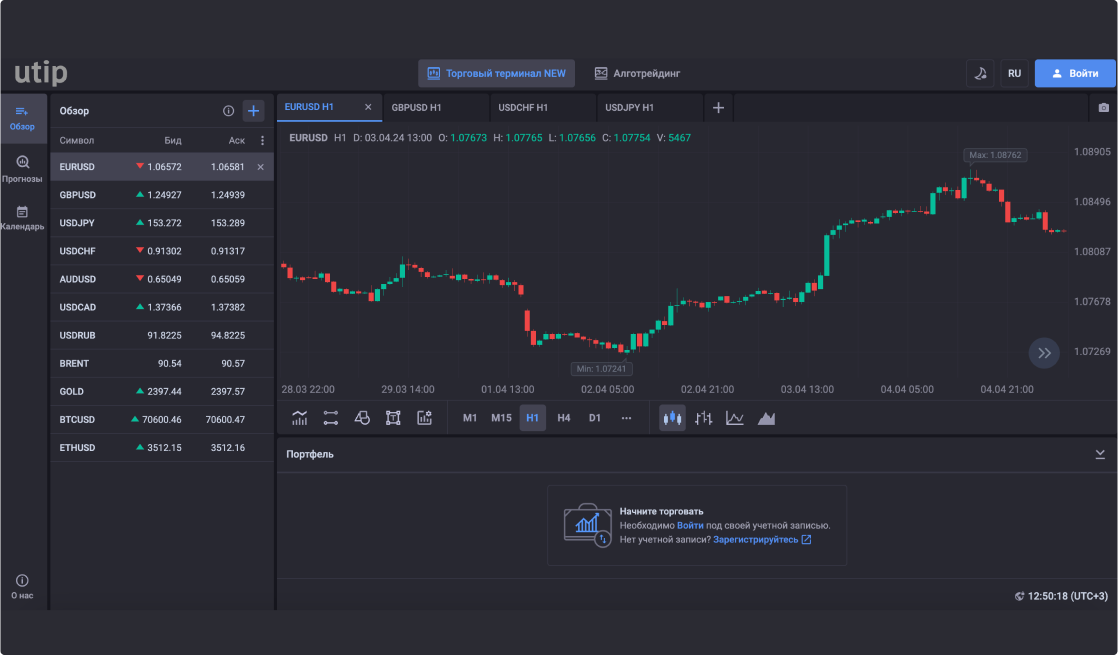 utip
Торговый терминал NEW
Алготрейдинг
RU
Войти
Обзор
Прогнозы
Календарь
О нас
Обзор
Символ Бид Аск
EURUSD 1.06572 1.06581
GBPUSD 1.24927 1.24939
USDJPY 153.272 153.289
USDCHF 0.91302 0.91317
AUDUSD 0.65049 0.65059
USDCAD 1.37366 1.37382
USDRUB 91.8225 94.8225
BRENT 90.54 90.57
GOLD 2397.44 2397.57
BTCUSD 70600.46 70600.47
ETHUSD 3512.15 3512.16
EURUSD H1 GBPUSD H1 USDCHF H1 USDJPY H1
EURUSD H1 D: 03.04.24 13:00 O: 1.07673 H: 1.07765 L: 1.07656 C: 1.07754 V: 5467
Max: 1.08762
1.08905
1.08496
1.08087
1.07678
1.07269
Min: 1.07241
28.03 22:00 29.03 14:00 01.04 13:00 02.04 05:00 02.04 21:00 03.04 13:00 04.04 05:00 04.04 21:00
M1 M15 H1 H4 D1 ...
Портфель
Начните торговать
Необходимо Войти под своей учетной записью.
Нет учетной записи? Зарегистрируйтесь
12:50:18 (UTC+3)